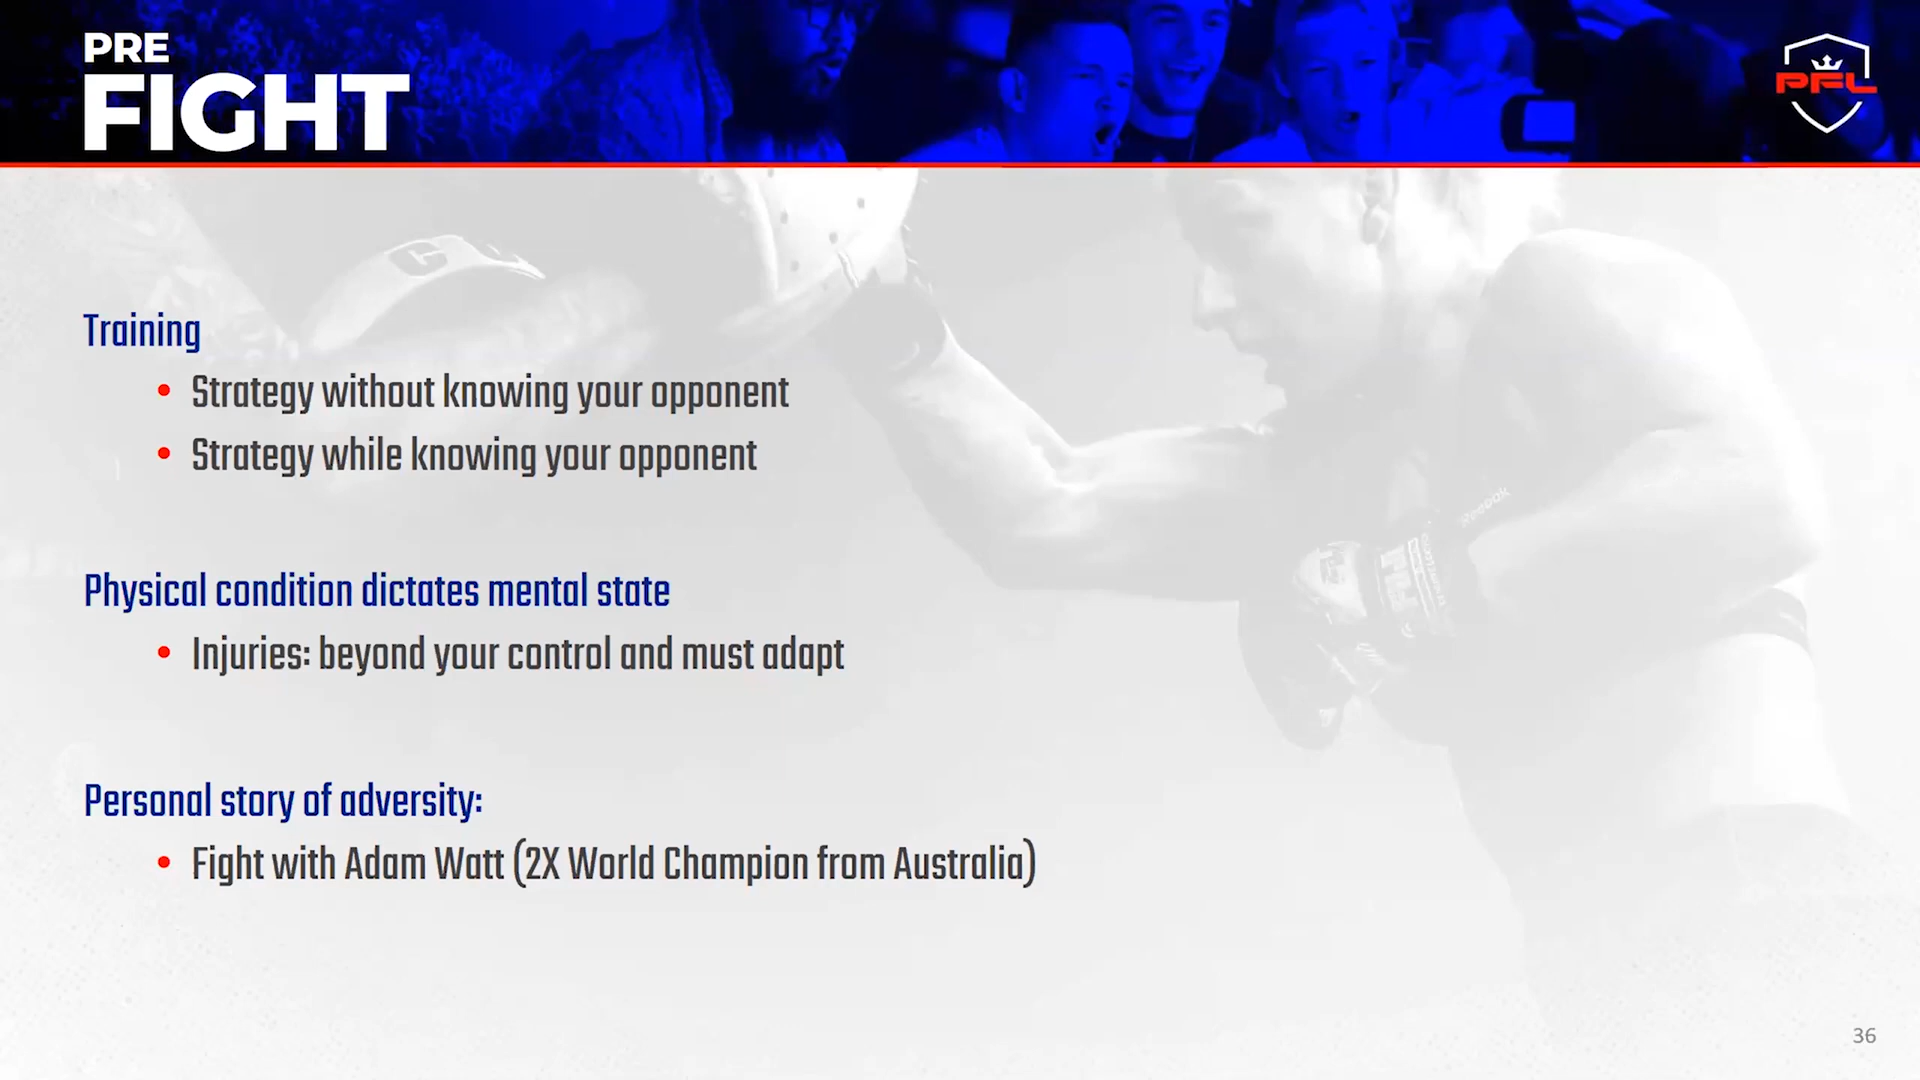 PRE
FIGHT
PFL
Training
• Strategy without knowing your opponent
• Strategy while knowing your opponent
Physical condition dictates mental state
• Injuries: beyond your control and must adapt
Personal story of adversity:
• Fight with Adam Watt (2X World Champion from Australia)
Reebok
36